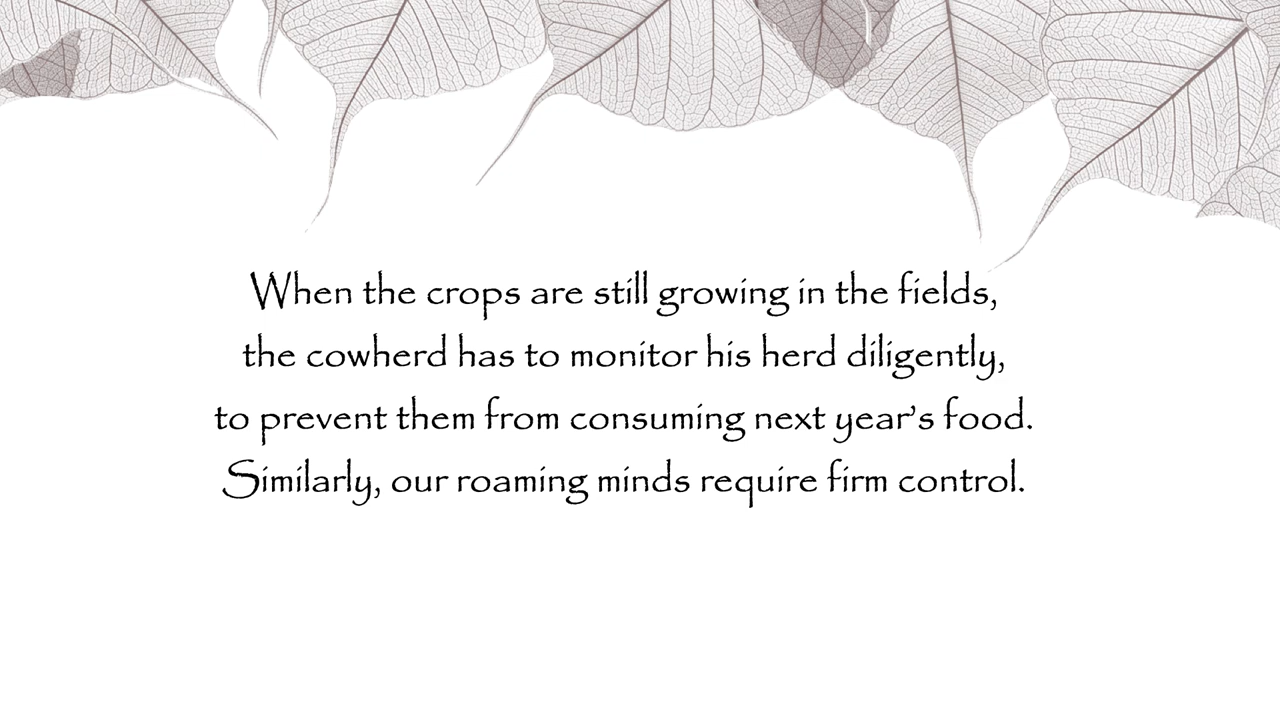 When the crops are still growing in the fields,
the cowherd has to monitor his herd diligently,
to prevent them from consuming next year’s food.
Similarly, our roaming minds require firm control.